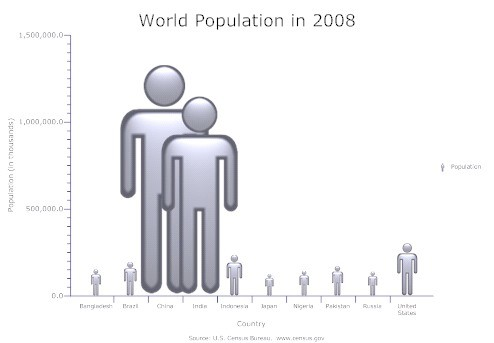 World Population in 2008
1,500,000.0
1,000,000.0
500,000.0
0.0
Population (in thousands)
Population
Bangladesh Brazil China India Indonesia Japan Nigeria Pakistan Russia United
States
Country
Source: U.S. Census Bureau, www.census.gov